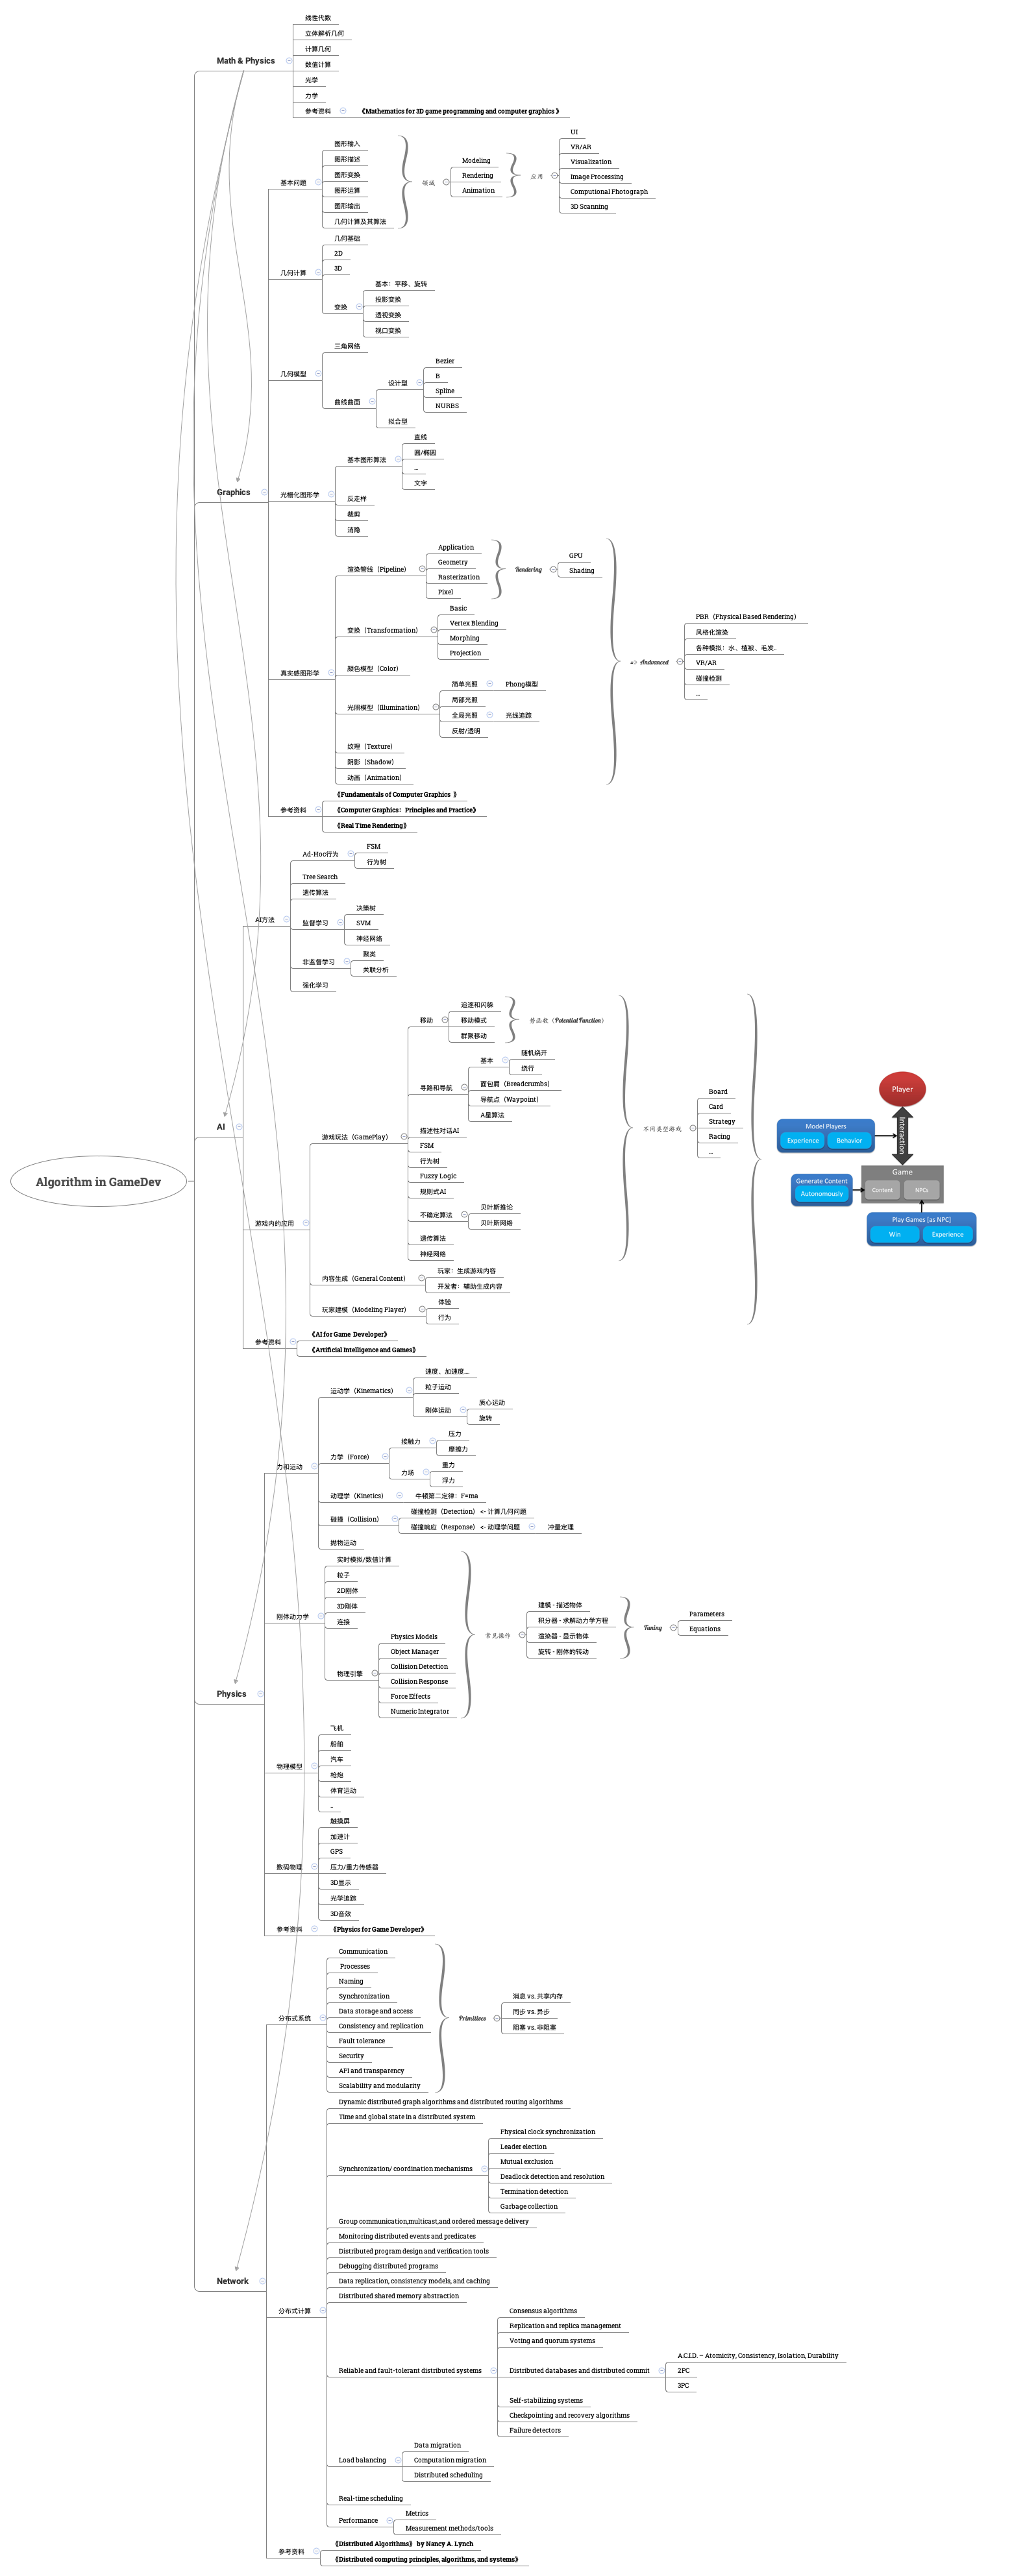 Algorithm in GameDev
Math & Physics
线性代数
立体解析几何
计算几何
数值计算
光学
力学
参考资料
《Mathematics for 3D game programming and computer graphics 》
Graphics
基本问题
图形输入
图形描述
图形变换
图形运算
图形输出
几何计算及其算法
领域
Modeling
Rendering
Animation
应用
UI
VR/AR
Visualization
Image Processing
Computional Photograph
3D Scanning
几何计算
几何基础
2D
3D
变换
基本：平移、旋转
投影变换
透视变换
视口变换
几何模型
三角网络
曲线曲面
设计型
Bezier
B
Spline
NURBS
拟合型
光栅化图形学
基本图形算法
直线
圆/椭圆
...
文字
反走样
裁剪
消隐
真实感图形学
渲染管线（Pipeline）
Application
Geometry
Rasterization
Pixel
Rendering
GPU
Shading
变换（Transformation）
Basic
Vertex Blending
Morphing
Projection
颜色模型（Color）
光照模型（Illumination）
简单光照
Phong模型
局部光照
全局光照
光线追踪
反射/透明
纹理（Texture）
阴影（Shadow）
动画（Animation）
=> Andvanced
PBR（Physical Based Rendering）
风格化渲染
各种模拟：水、植被、毛发..
VR/AR
碰撞检测
...
参考资料
《Fundamentals of Computer Graphics 》
《Computer Graphics：Principles and Practice》
《Real Time Rendering》
AI
AI方法
Ad-Hoc行为
FSM
行为树
Tree Search
遗传算法
监督学习
决策树
SVM
神经网络
非监督学习
聚类
关联分析
强化学习
游戏内的应用
游戏玩法（GamePlay）
移动
追逐和闪躲
移动模式
群聚移动
势函数（Potential Function）
寻路和导航
基本
随机绕开
绕行
面包屑（Breadcrumbs）
导航点（Waypoint）
A星算法
描述性对话AI
FSM
行为树
Fuzzy Logic
规则式AI
不确定算法
贝叶斯推论
贝叶斯网络
遗传算法
神经网络
不同类型游戏
Board
Card
Strategy
Racing
...
内容生成（General Content）
玩家：生成游戏内容
开发者：辅助生成内容
玩家建模（Modeling Player）
体验
行为
Player
Interaction
Model Players
Experience
Behavior
Game
Content
NPCs
Generate Content
Autonomously
Play Games [as NPC]
Win
Experience
参考资料
《AI for Game Developer》
《Artificial Intelligence and Games》
Physics
力和运动
运动学（Kinematics）
速度、加速度....
粒子运动
刚体运动
质心运动
旋转
力学（Force）
接触力
压力
摩擦力
力场
重力
浮力
动理学（Kinetics）
牛顿第二定律：F=ma
碰撞（Collision）
碰撞检测（Detection） <- 计算几何问题
碰撞响应（Response） <- 动理学问题
冲量定理
抛物运动
刚体动力学
实时模拟/数值计算
粒子
2D刚体
3D刚体
连接
物理引擎
Physics Models
Object Manager
Collision Detection
Collision Response
Force Effects
Numeric Integrator
常见操作
建模 - 描述物体
积分器 - 求解动力学方程
渲染器 - 显示物体
旋转 - 刚体的转动
Tuning
Parameters
Equations
物理模型
飞机
船舶
汽车
枪炮
体育运动
..
数码物理
触摸屏
加速计
GPS
压力/重力传感器
3D显示
光学追踪
3D音效
参考资料
《Physics for Game Developer》
Network
分布式系统
Communication
Processes
Naming
Synchronization
Data storage and access
Consistency and replication
Fault tolerance
Security
API and transparency
Scalability and modularity
Primitives
消息 vs. 共享内存
同步 vs. 异步
阻塞 vs. 非阻塞
分布式计算
Dynamic distributed graph algorithms and distributed routing algorithms
Time and global state in a distributed system
Synchronization/ coordination mechanisms
Physical clock synchronization
Leader election
Mutual exclusion
Deadlock detection and resolution
Termination detection
Garbage collection
Group communication,multicast,and ordered message delivery
Monitoring distributed events and predicates
Distributed program design and verification tools
Debugging distributed programs
Data replication, consistency models, and caching
Distributed shared memory abstraction
Reliable and fault-tolerant distributed systems
Consensus algorithms
Replication and replica management
Voting and quorum systems
Distributed databases and distributed commit
A.C.I.D. – Atomicity, Consistency, Isolation, Durability
2PC
3PC
Self-stabilizing systems
Checkpointing and recovery algorithms
Failure detectors
Load balancing
Data migration
Computation migration
Distributed scheduling
Real-time scheduling
Performance
Metrics
Measurement methods/tools
参考资料
《Distributed Algorithms》 by Nancy A. Lynch
《Distributed computing principles, algorithms, and systems》